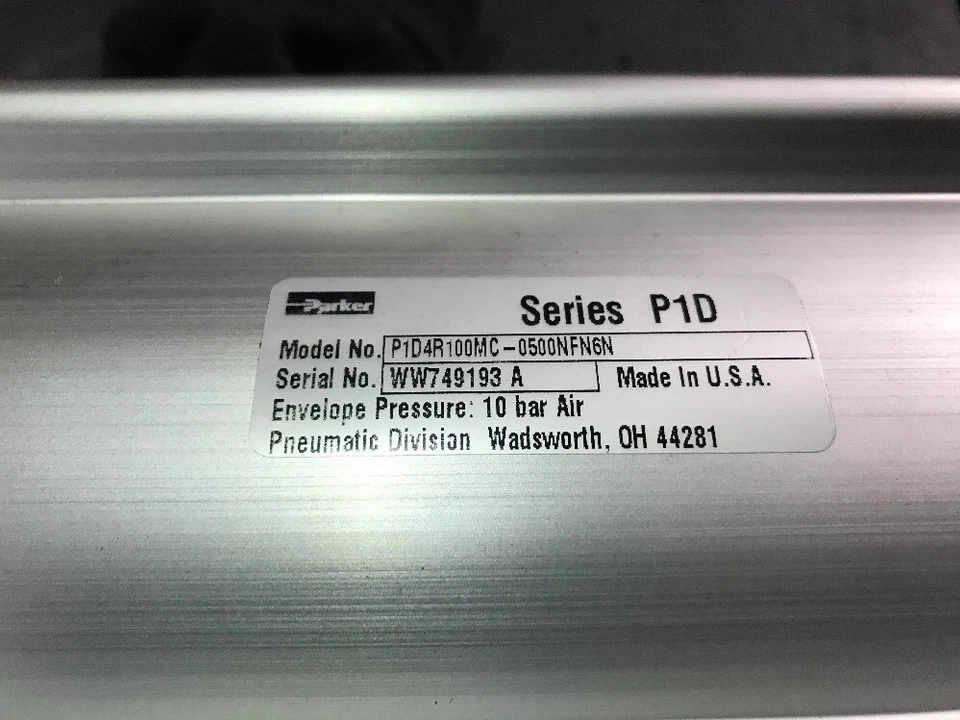 Parker
Series P1D
Model No. P1D4R100MC-0500NFN6N
Serial No. WW749193 A Made In U.S.A.
Envelope Pressure: 10 bar Air
Pneumatic Division Wadsworth, OH 44281